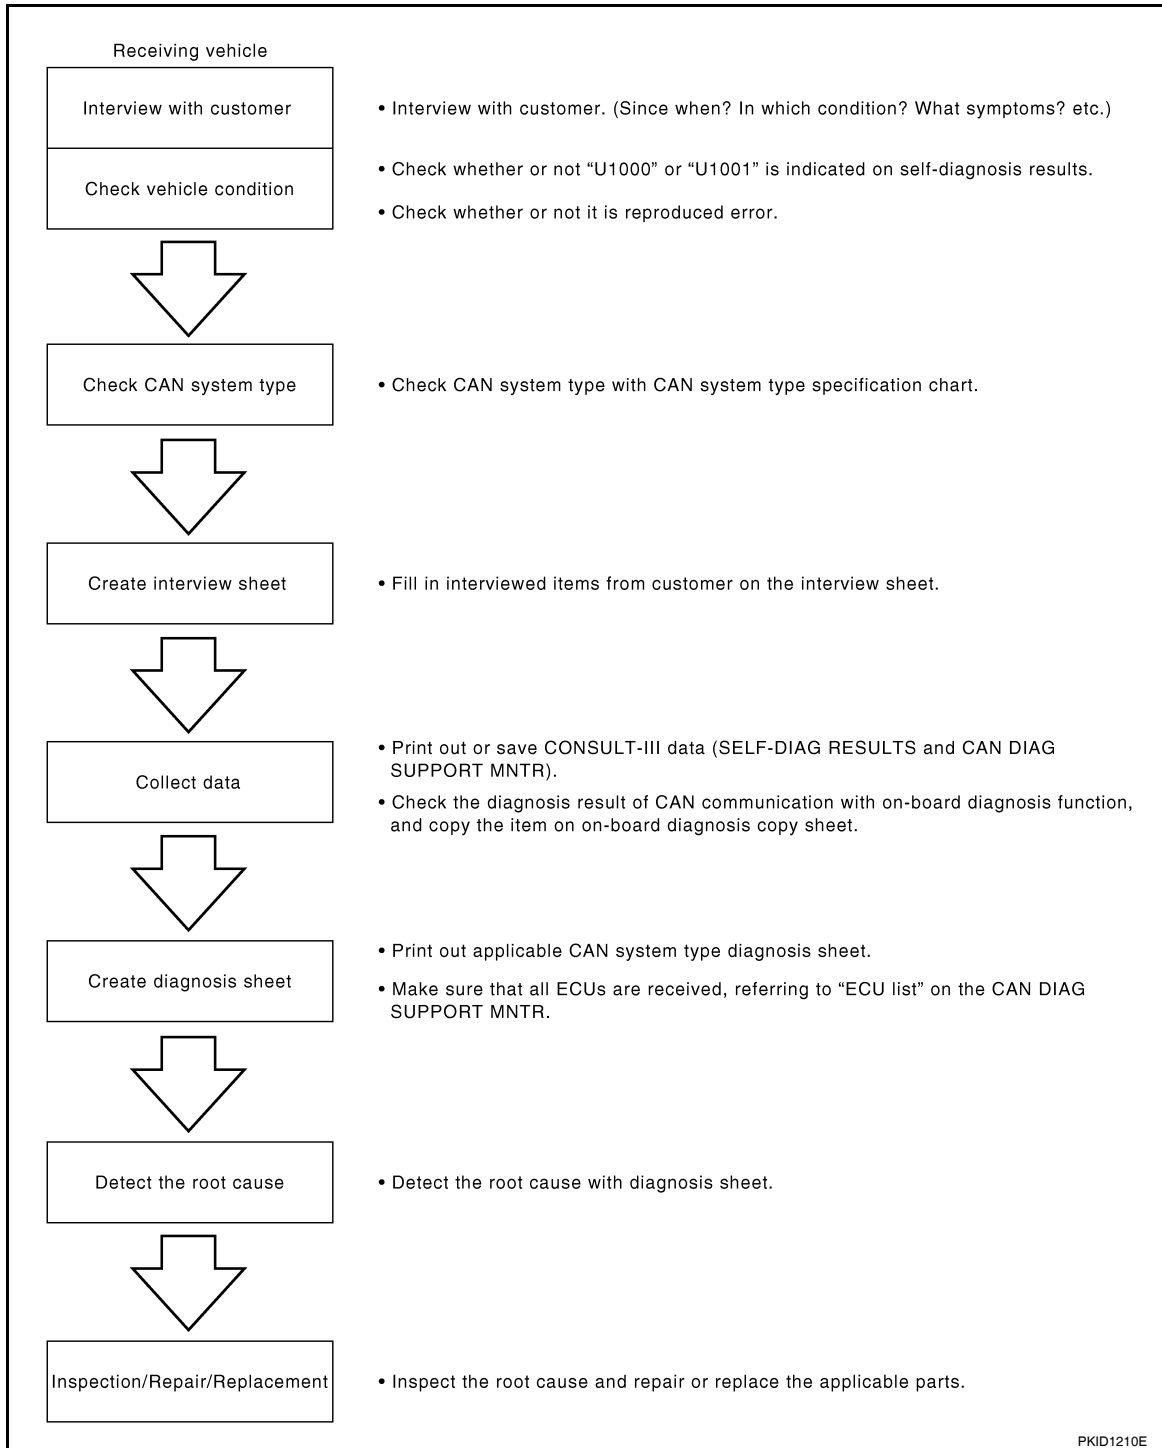 Receiving vehicle
Interview with customer
• Interview with customer. (Since when? In which condition? What symptoms? etc.)
Check vehicle condition
• Check whether or not “U1000” or “U1001” is indicated on self-diagnosis results.
• Check whether or not it is reproduced error.
Check CAN system type
• Check CAN system type with CAN system type specification chart.
Create interview sheet
• Fill in interviewed items from customer on the interview sheet.
Collect data
• Print out or save CONSULT-III data (SELF-DIAG RESULTS and CAN DIAG
SUPPORT MNTR).
• Check the diagnosis result of CAN communication with on-board diagnosis function,
and copy the item on on-board diagnosis copy sheet.
Create diagnosis sheet
• Print out applicable CAN system type diagnosis sheet.
• Make sure that all ECUs are received, referring to “ECU list” on the CAN DIAG
SUPPORT MNTR.
Detect the root cause
• Detect the root cause with diagnosis sheet.
Inspection/Repair/Replacement
• Inspect the root cause and repair or replace the applicable parts.
PKID1210E